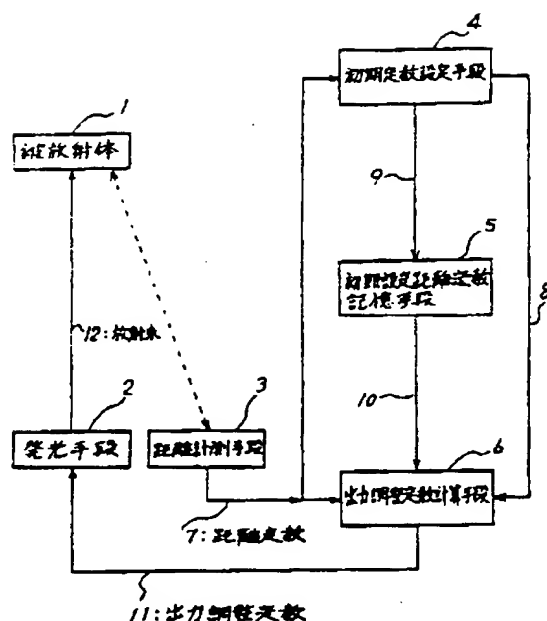 4
初期定数設定手段
1
被放射体
9
5
初期設定距離定数
記憶手段
8
12:放射束
2
発光手段
3
距離計測手段
10
6
出力調整定数計算手段
7:距離定数
11:出力調整定数